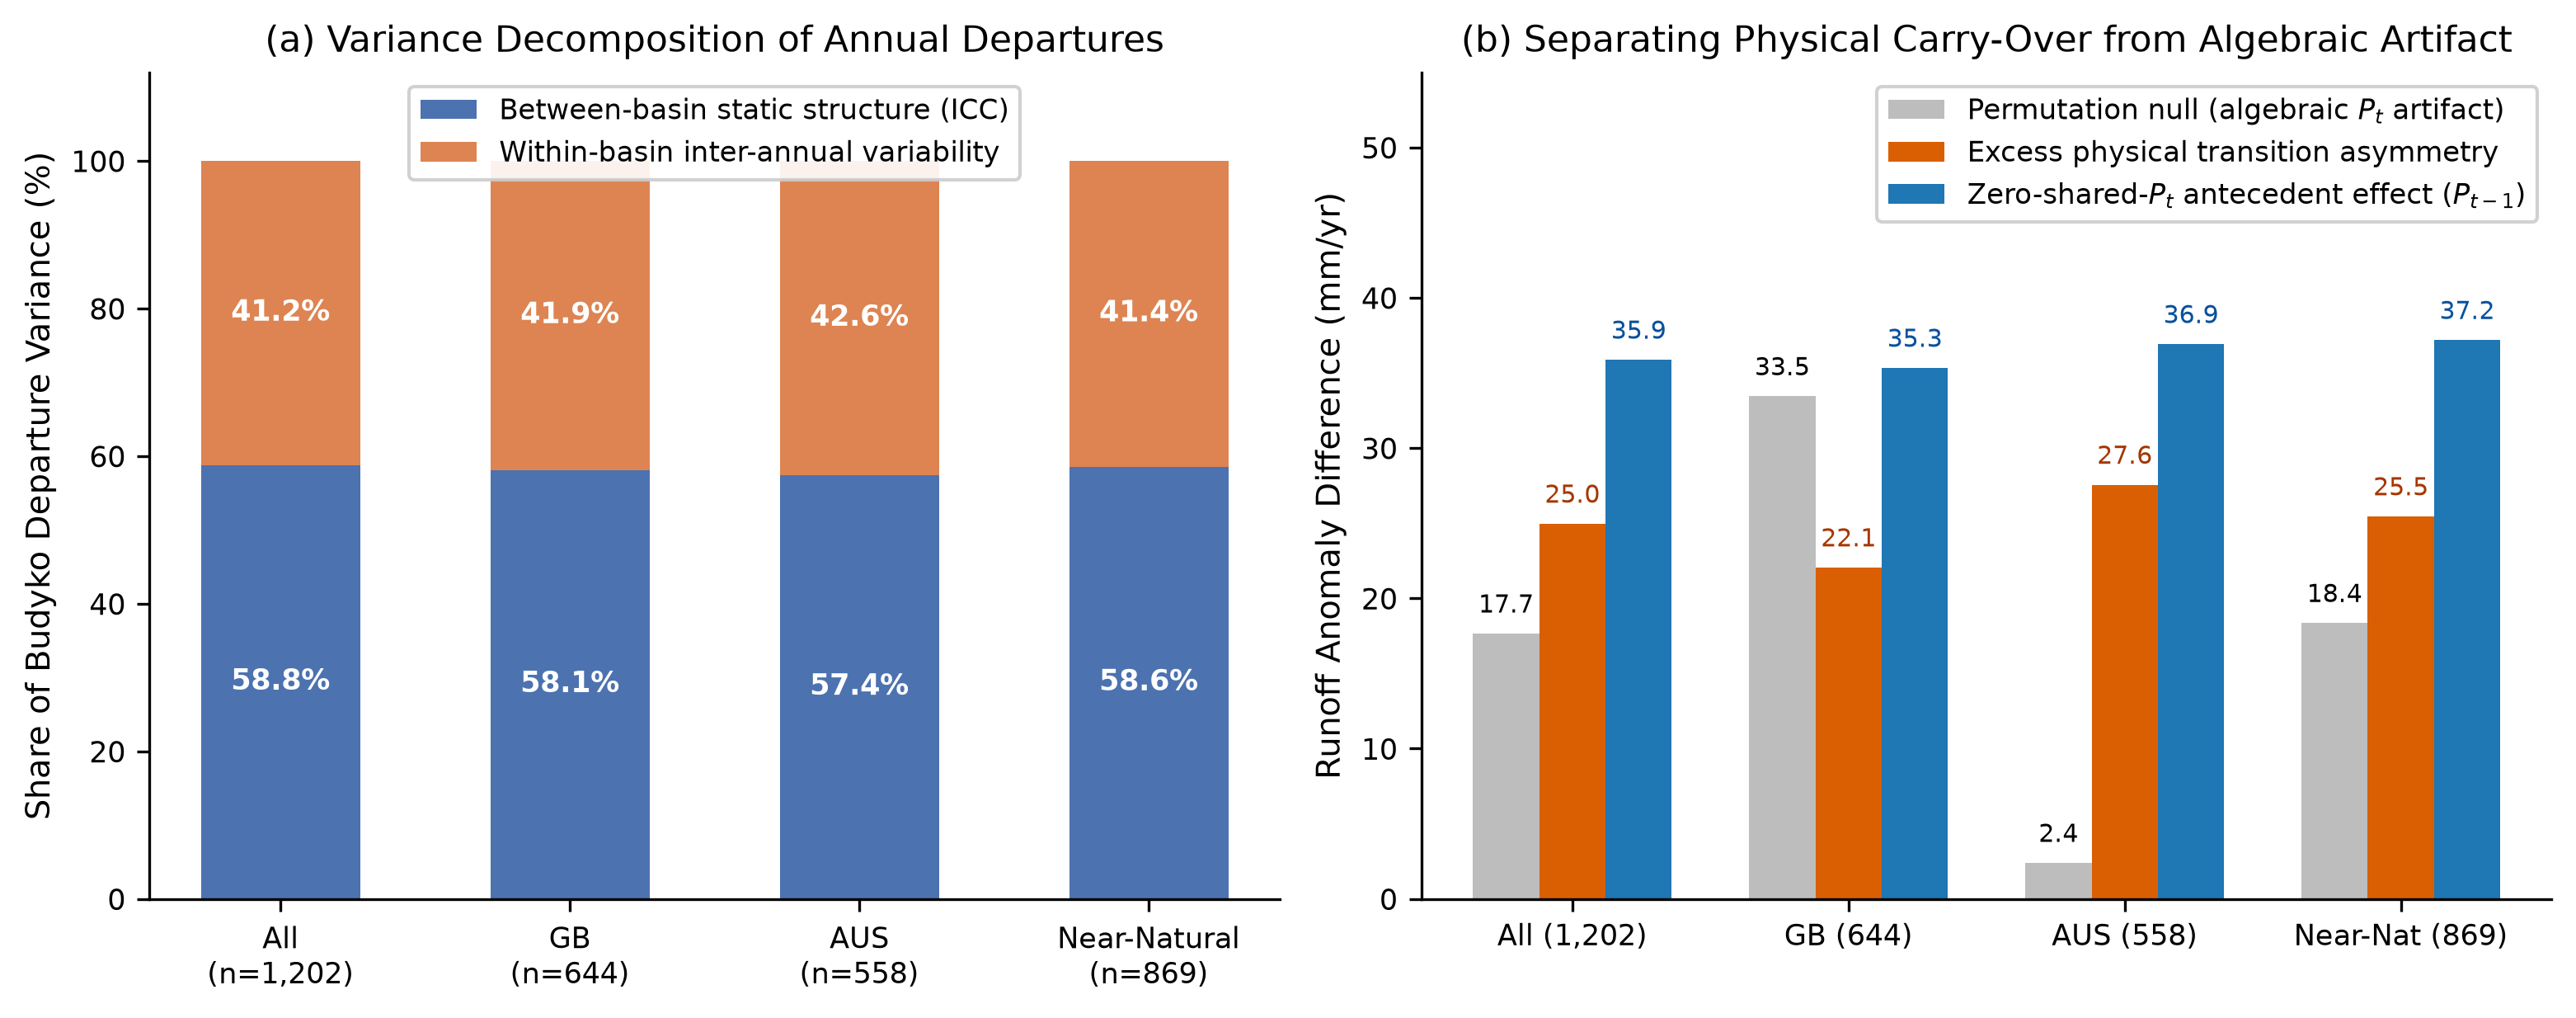 (a) Variance Decomposition of Annual Departures
Between-basin static structure (ICC)
Within-basin inter-annual variability
Share of Budyko Departure Variance (%)
100
80
60
40
20
0
41.2%
41.9%
42.6%
41.4%
58.8%
58.1%
57.4%
58.6%
All
(n=1,202)
GB
(n=644)
AUS
(n=558)
Near-Natural
(n=869)
(b) Separating Physical Carry-Over from Algebraic Artifact
Permutation null (algebraic P_t artifact)
Excess physical transition asymmetry
Zero-shared-P_t antecedent effect (P_{t−1})
Runoff Anomaly Difference (mm/yr)
50
40
30
20
10
0
17.7
25.0
35.9
33.5
22.1
35.3
2.4
27.6
36.9
18.4
25.5
37.2
All (1,202)
GB (644)
AUS (558)
Near-Nat (869)